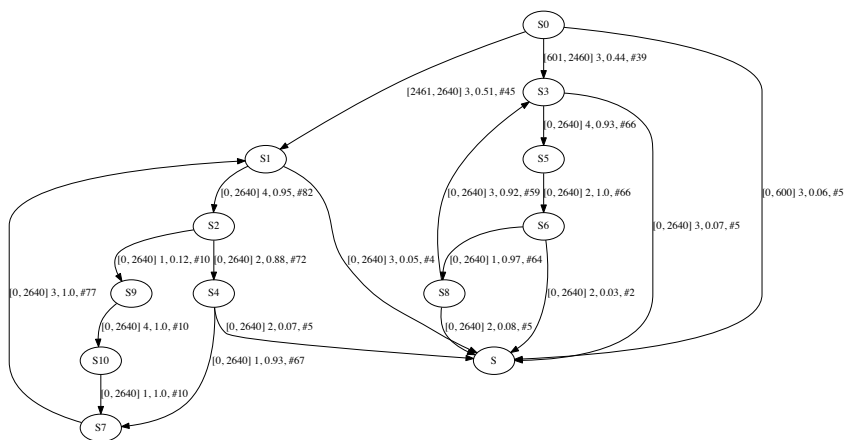 S0
[601, 2460] 3, 0.44, #39
[2461, 2640] 3, 0.51, #45
S3
[0, 2640] 4, 0.93, #66
S1
S5
[0, 2640] 4, 0.95, #82
[0, 2640] 3, 0.92, #59
[0, 2640] 2, 1.0, #66
[0, 600] 3, 0.06, #5
S2
S6
[0, 2640] 3, 0.07, #5
[0, 2640] 1, 0.12, #10
[0, 2640] 2, 0.88, #72
[0, 2640] 3, 0.05, #4
[0, 2640] 1, 0.97, #64
[0, 2640] 3, 1.0, #77
S9
S4
S8
[0, 2640] 2, 0.03, #2
[0, 2640] 4, 1.0, #10
[0, 2640] 2, 0.07, #5
[0, 2640] 2, 0.08, #5
S10
[0, 2640] 1, 0.93, #67
S
[0, 2640] 1, 1.0, #10
S7